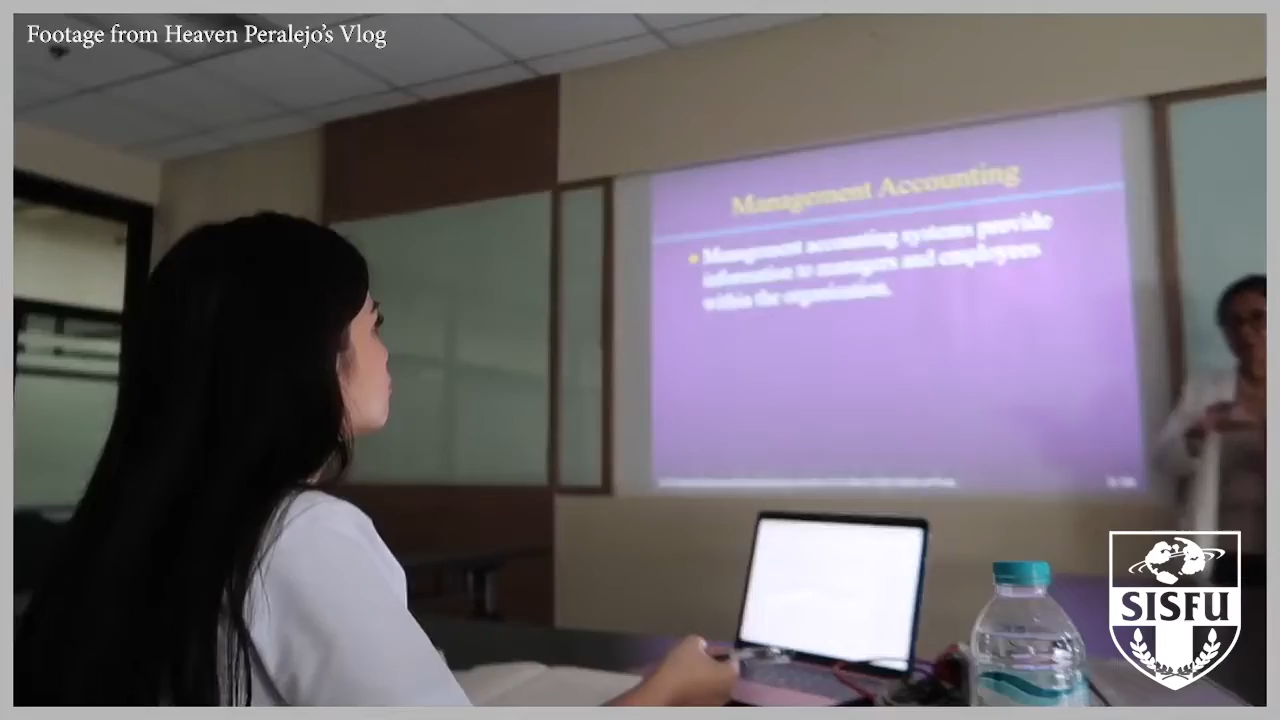 Footage from Heaven Peralejo's Vlog
Management Accounting
• Management accounting systems provide
information to managers and employees
within the organization.
SISFU